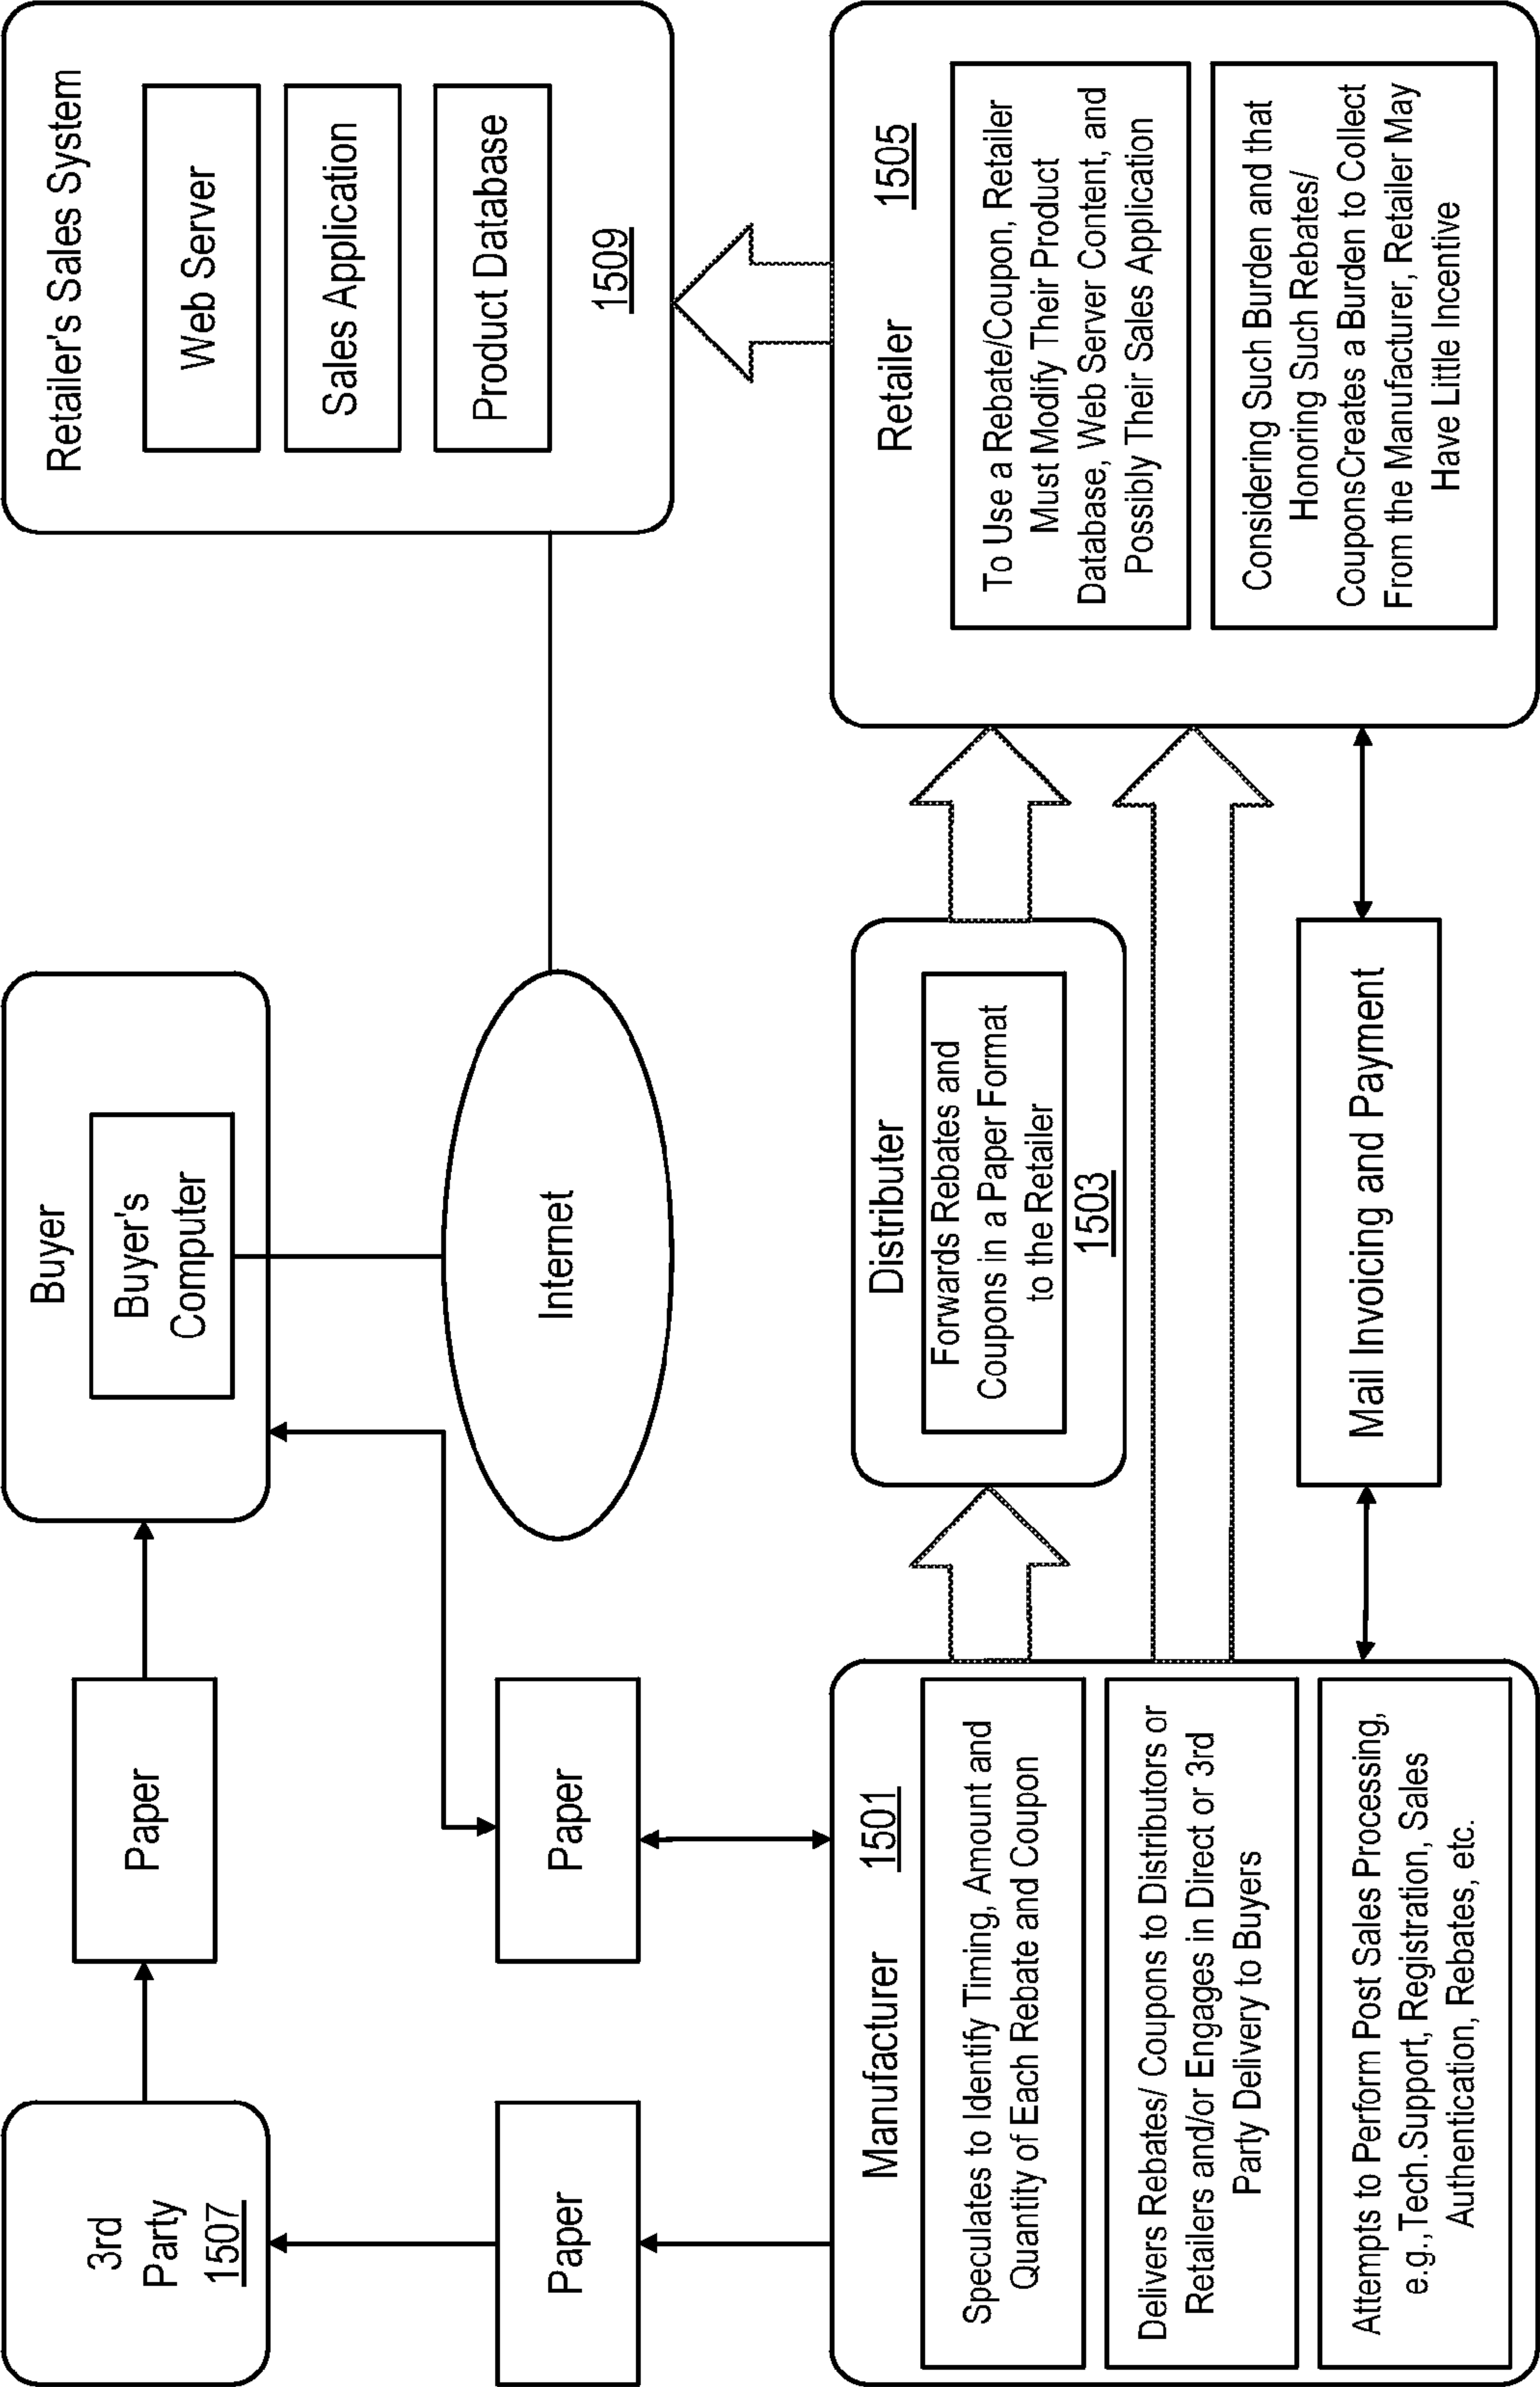 3rd
Party
1507
Paper
Buyer
Buyer's
Computer
Retailer's Sales System
Web Server
Sales Application
Product Database
1509
Paper
Paper
Internet
Manufacturer
1501
Speculates to Identify Timing, Amount and
Quantity of Each Rebate and Coupon
Delivers Rebates/ Coupons to Distributors or
Retailers and/or Engages in Direct or 3rd
Party Delivery to Buyers
Attempts to Perform Post Sales Processing,
e.g.,Tech.Support, Registration, Sales
Authentication, Rebates, etc.
Distributer
Forwards Rebates and
Coupons in a Paper Format
to the Retailer
1503
Mail Invoicing and Payment
Retailer
1505
To Use a Rebate/Coupon, Retailer
Must Modify Their Product
Database, Web Server Content, and
Possibly Their Sales Application
Considering Such Burden and that
Honoring Such Rebates/
CouponsCreates a Burden to Collect
From the Manufacturer, Retailer May
Have Little Incentive